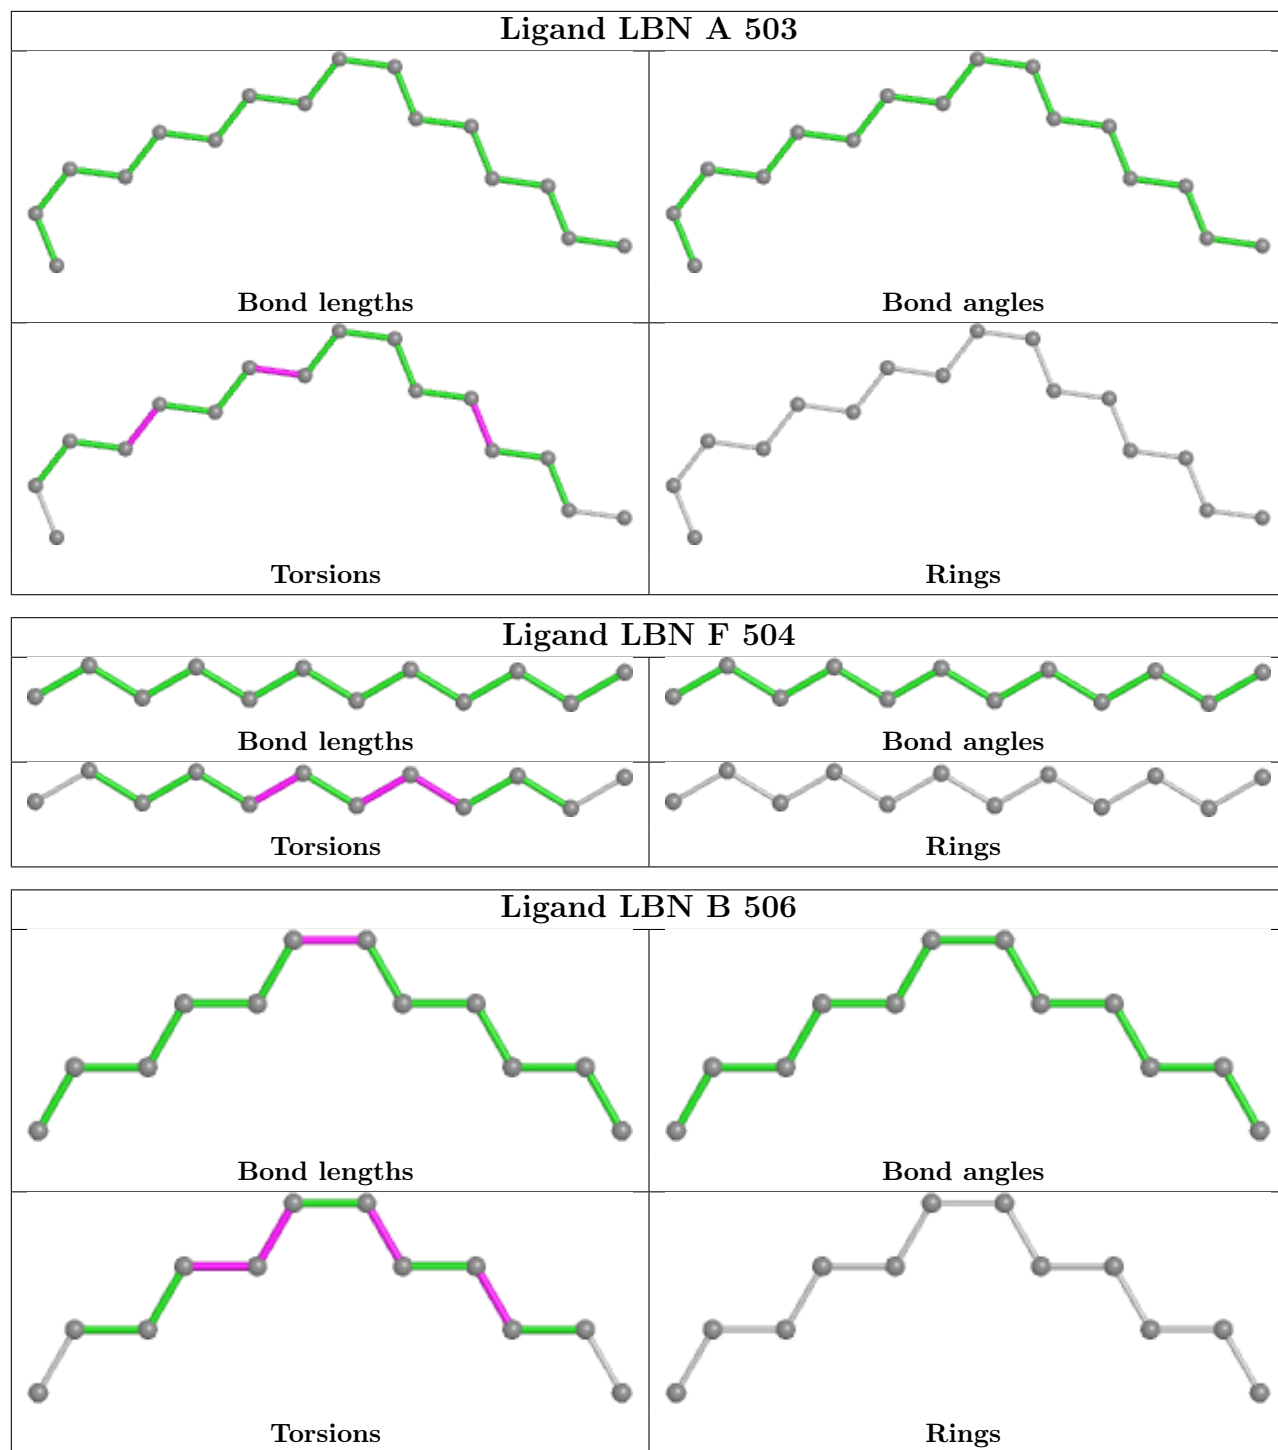 Ligand LBN A 503
Bond lengths
Bond angles
Torsions
Rings
Ligand LBN F 504
Bond lengths
Bond angles
Torsions
Rings
Ligand LBN B 506
Bond lengths
Bond angles
Torsions
Rings